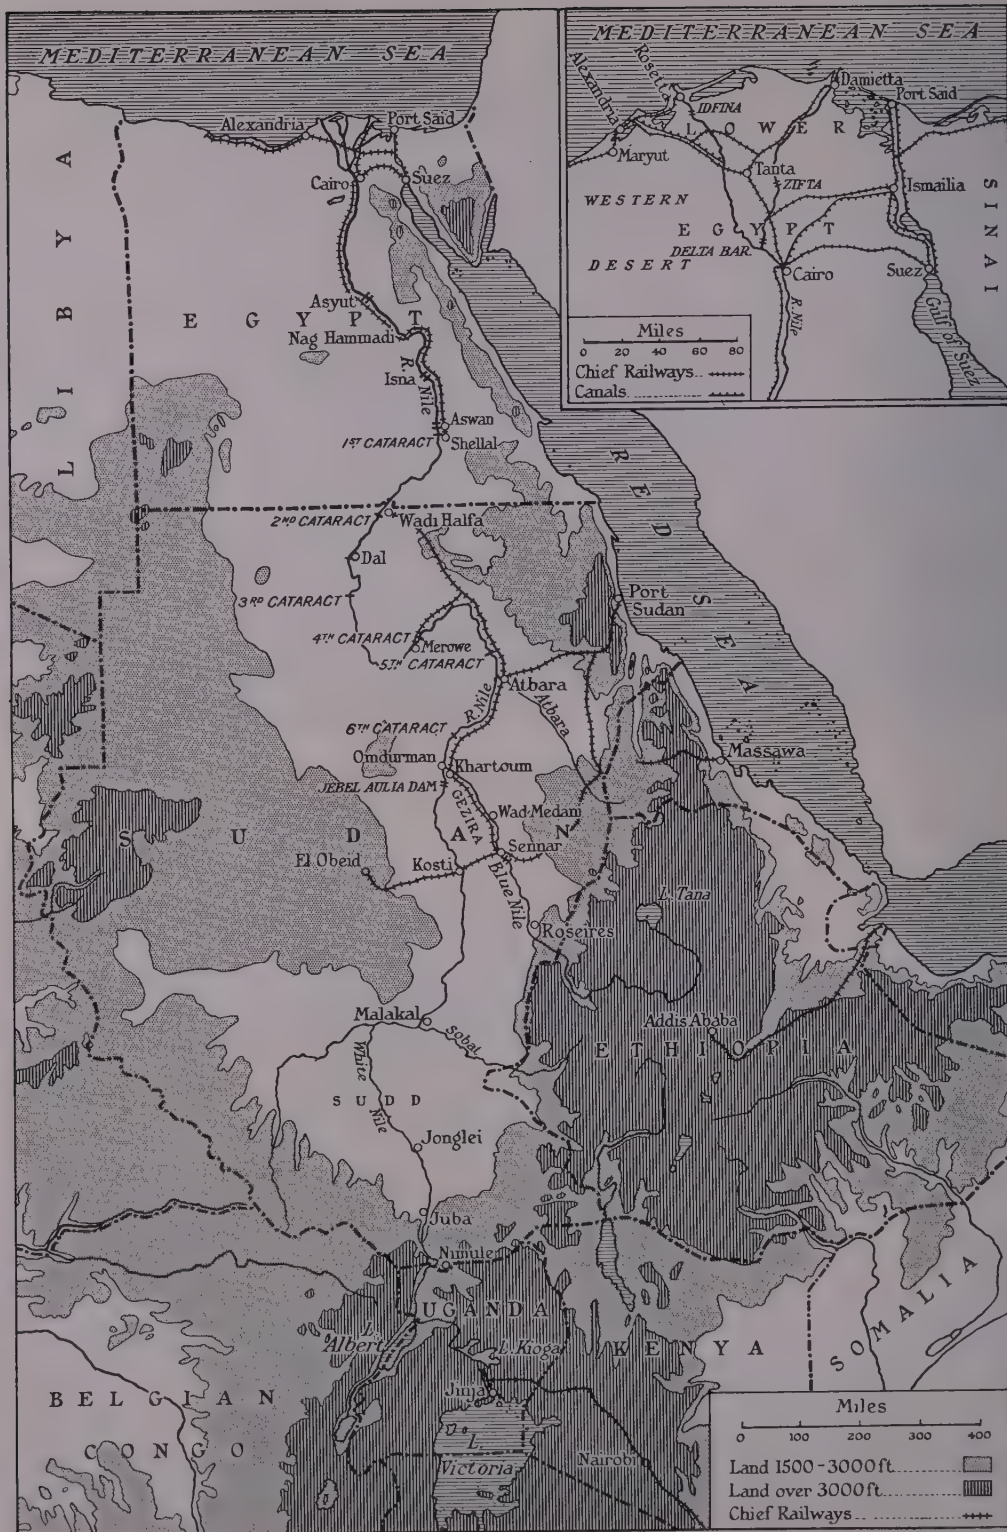 MEDITERRANEAN SEA
LIBYA
Alexandria
Port Said
Cairo
Suez
EGYPT
Asyut
Nag Hammadi
Isna
R. Nile
Aswan
1ST CATARACT
Shellal
RED SEA
2ND CATARACT
Wadi Halfa
Dal
3RD CATARACT
Port
Sudan
4TH CATARACT
Merowe
5TH CATARACT
Atbara
Atbara
R. Nile
6TH CATARACT
Omdurman
Khartoum
Massawa
JEBEL AULIA DAM
GEZIRA
Wad Medani
SUDAN
Sennar
El Obeid
Kosti
Blue Nile
L. Tana
Roseires
Malakal
Sobat
Addis Ababa
ETHIOPIA
White Nile
SUDD
Jonglei
Juba
Nimule
UGANDA
L. Albert
L. Kioga
KENYA
SOMALIA
BELGIAN
CONGO
Jinja
L. Victoria
Nairobi
Miles
0 100 200 300 400
Land 1500-3000ft.
Land over 3000ft.
Chief Railways
MEDITERRANEAN SEA
Alexandria
Rosetta
IDFINA
Damietta
Port Said
LOWER
EGYPT
Maryut
Tanta
ZIFTA
Ismailia
SINAI
WESTERN
DESERT
DELTA BAR.
Cairo
Suez
R. Nile
Gulf of Suez
Miles
0 20 40 60 80
Chief Railways
Canals